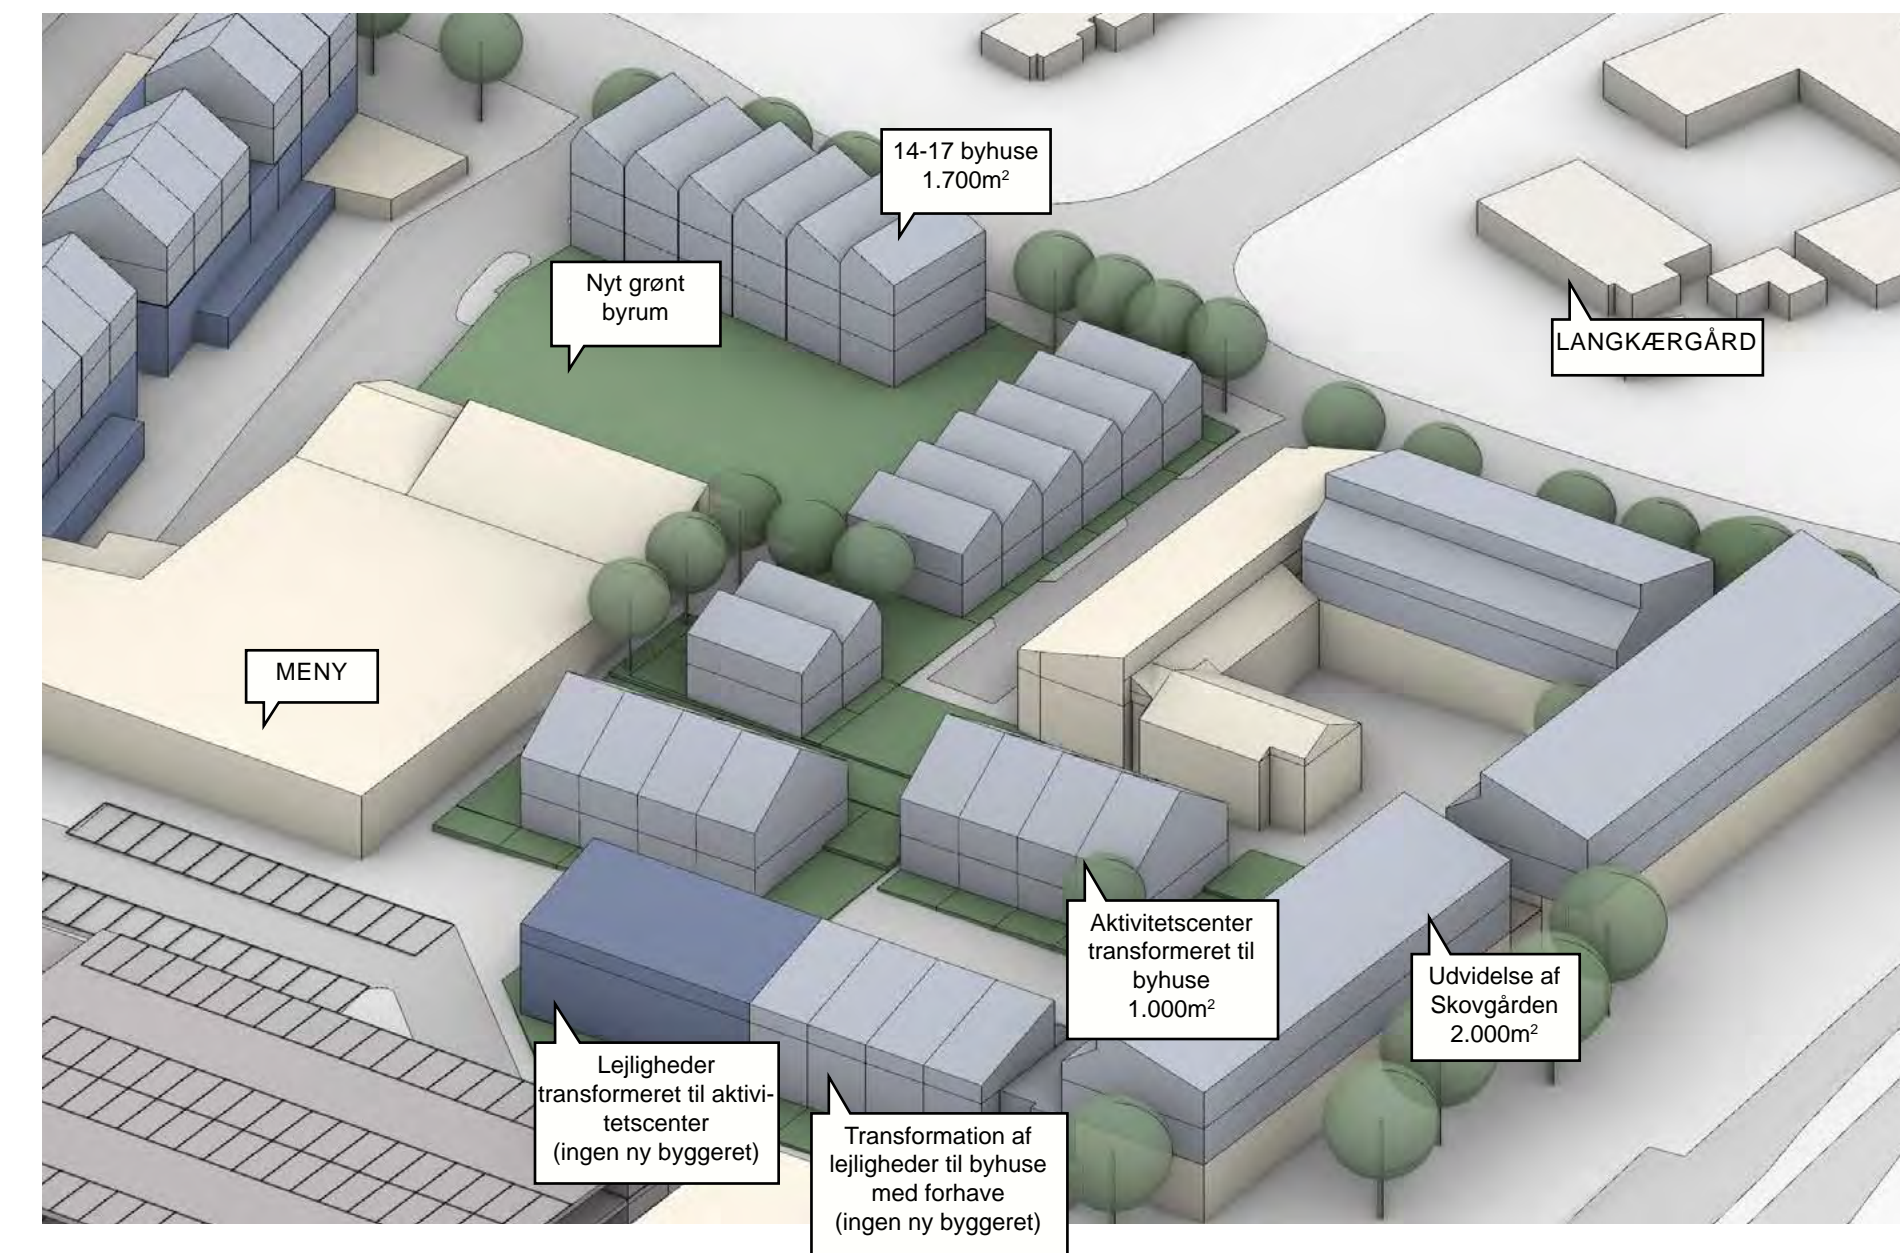 14-17 byhuse
1.700m²
Nyt grønt
byrum
LANGKÆRGÅRD
MENY
Aktivitetscenter
transformeret til
byhuse
1.000m²
Udvidelse af
Skovgården
2.000m²
Lejligheder
transformeret til aktivi-
tetscenter
(ingen ny byggeret)
Transformation af
lejligheder til byhuse
med forhave
(ingen ny byggeret)